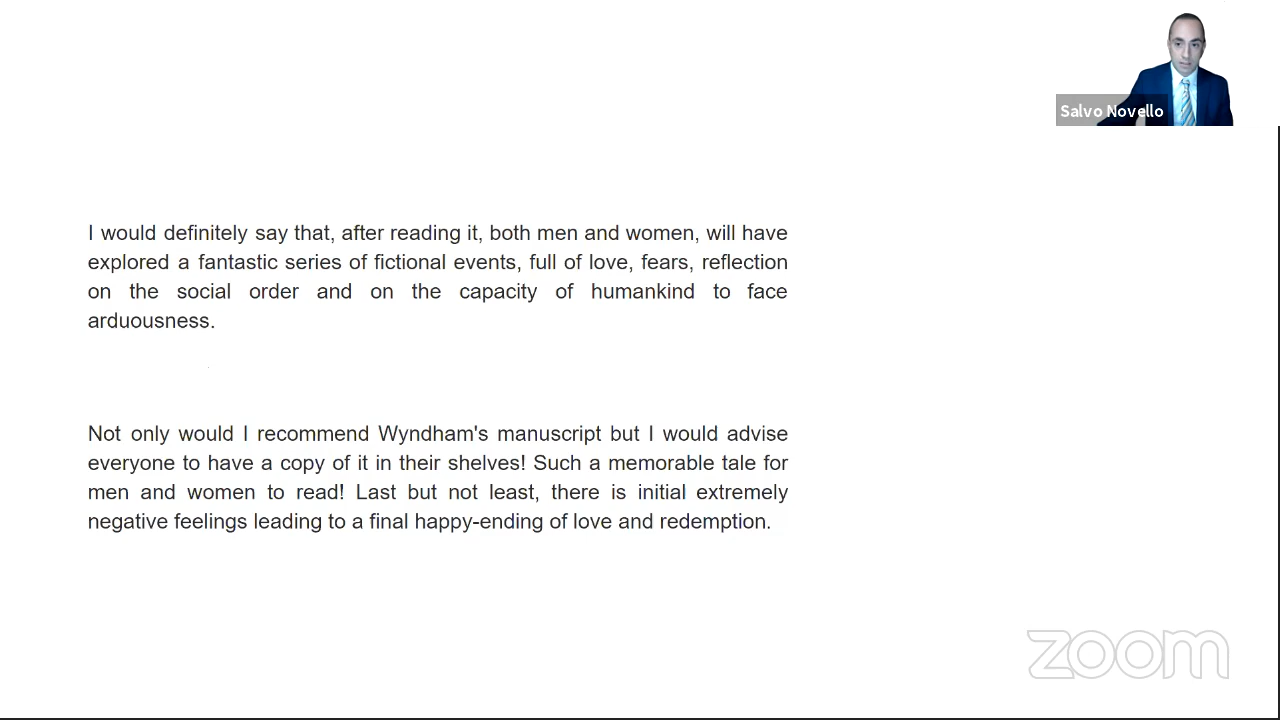 Salvo Novello
I would definitely say that, after reading it, both men and women, will have
explored a fantastic series of fictional events, full of love, fears, reflection
on the social order and on the capacity of humankind to face
arduousness.
Not only would I recommend Wyndham's manuscript but I would advise
everyone to have a copy of it in their shelves! Such a memorable tale for
men and women to read! Last but not least, there is initial extremely
negative feelings leading to a final happy-ending of love and redemption.
zoom